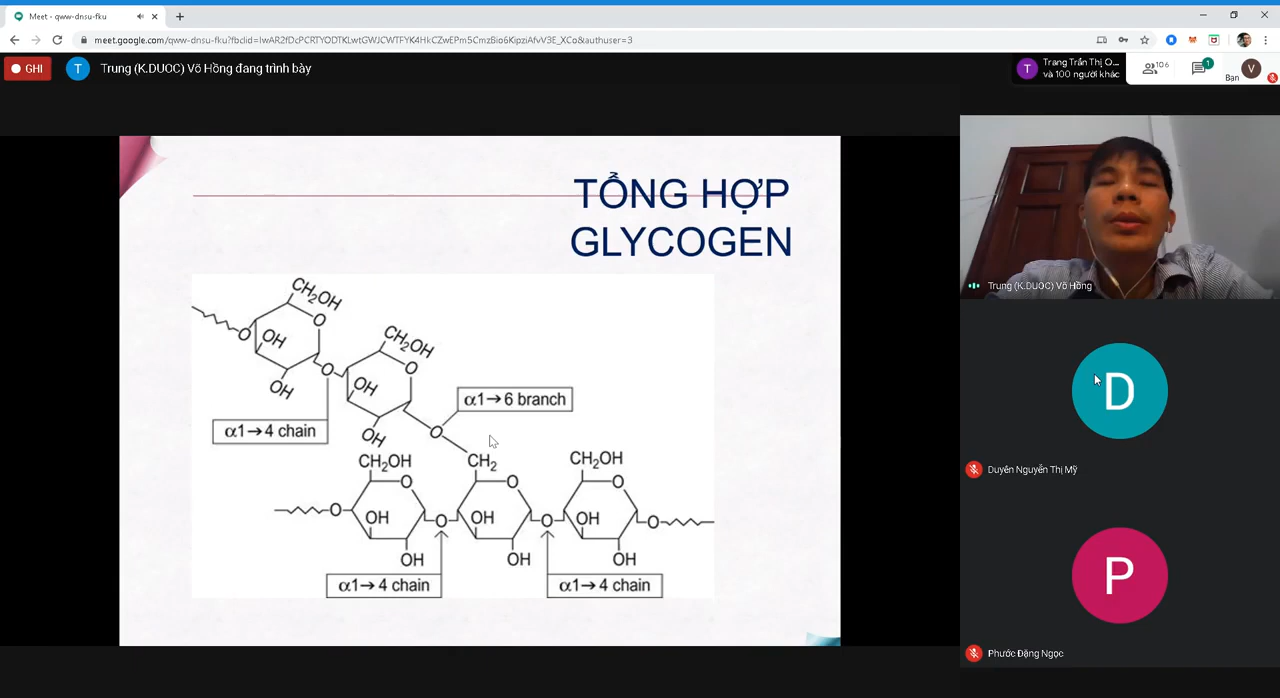 Meet - qww-dnsu-fku
meet.google.com/qww-dnsu-fku?fbclid=IwAR2fDcPCRTYODTKLwtGWJCWTFYK4HkCZwEPm5CmzBio6KipziAfvV3E_XCo&authuser=3
GHI
T
Trung (K.DUOC) Võ Hồng đang trình bày
T
Trang Trần Thị Q...
và 100 người khác
106
1
Bạn
V
TỔNG HỢP
GLYCOGEN
CH2OH
O
O
OH
OH
O
CH2OH
O
OH
OH
α1→6 branch
α1→4 chain
O
CH2OH
O
CH2
O
CH2OH
O
O
OH
O
OH
O
OH
O
OH
OH
OH
α1→4 chain
α1→4 chain
Trung (K.DUOC) Võ Hồng
D
Duyên Nguyễn Thị Mỹ
P
Phước Đặng Ngọc